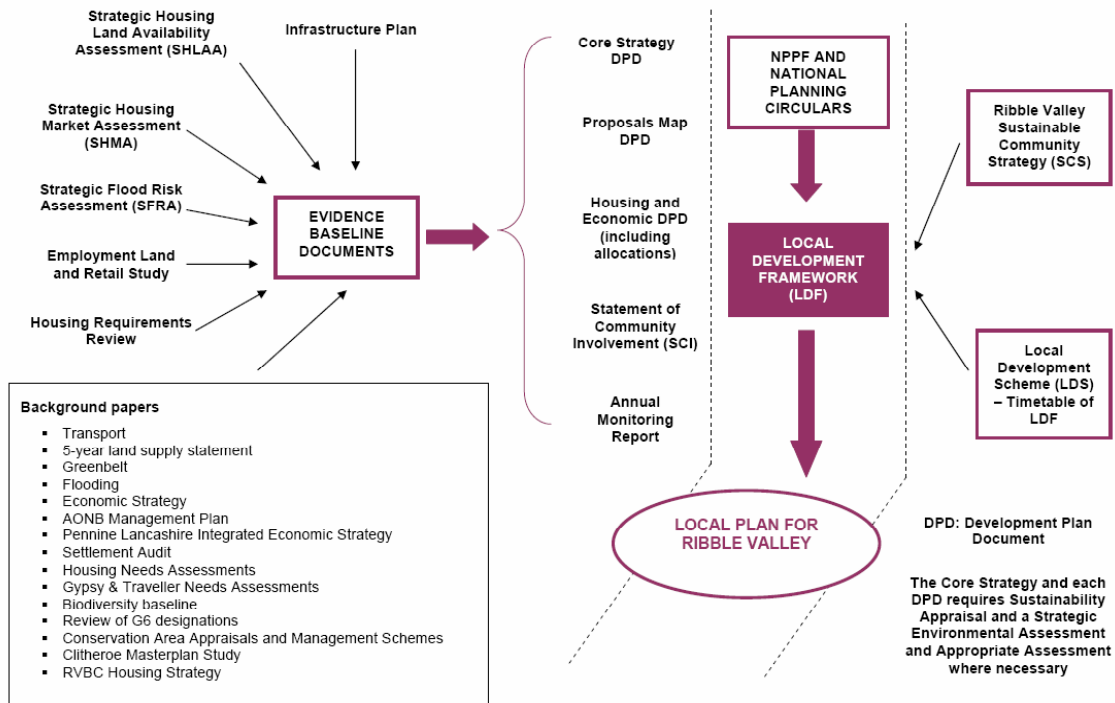 Strategic Housing
Land Availability
Assessment (SHLAA)
Infrastructure Plan
Strategic Housing
Market Assessment
(SHMA)
Strategic Flood Risk
Assessment (SFRA)
Employment Land
and Retail Study
Housing Requirements
Review
EVIDENCE
BASELINE
DOCUMENTS
Background papers
▪ Transport
▪ 5-year land supply statement
▪ Greenbelt
▪ Flooding
▪ Economic Strategy
▪ AONB Management Plan
▪ Pennine Lancashire Integrated Economic Strategy
▪ Settlement Audit
▪ Housing Needs Assessments
▪ Gypsy & Traveller Needs Assessments
▪ Biodiversity baseline
▪ Review of G6 designations
▪ Conservation Area Appraisals and Management Schemes
▪ Clitheroe Masterplan Study
▪ RVBC Housing Strategy
Core Strategy
DPD
Proposals Map
DPD
Housing and
Economic DPD
(including
allocations)
Statement of
Community
Involvement (SCI)
Annual
Monitoring
Report
NPPF AND
NATIONAL
PLANNING
CIRCULARS
LOCAL
DEVELOPMENT
FRAMEWORK
(LDF)
LOCAL PLAN FOR
RIBBLE VALLEY
Ribble Valley
Sustainable
Community
Strategy (SCS)
Local
Development
Scheme (LDS)
– Timetable of
LDF
DPD: Development Plan
Document
The Core Strategy and each
DPD requires Sustainability
Appraisal and a Strategic
Environmental Assessment
and Appropriate Assessment
where necessary